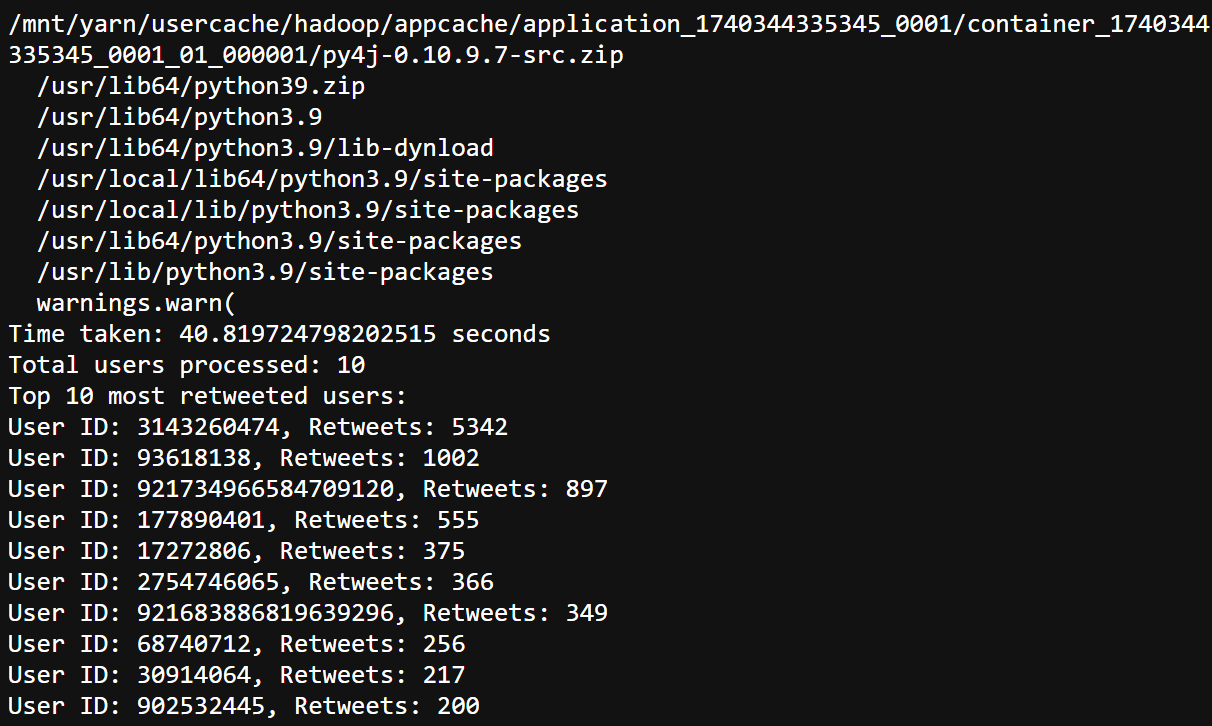 /mnt/yarn/usercache/hadoop/appcache/application_1740344335345_0001/container_1740344
335345_0001_01_000001/py4j-0.10.9.7-src.zip
  /usr/lib64/python39.zip
  /usr/lib64/python3.9
  /usr/lib64/python3.9/lib-dynload
  /usr/local/lib64/python3.9/site-packages
  /usr/local/lib/python3.9/site-packages
  /usr/lib64/python3.9/site-packages
  /usr/lib/python3.9/site-packages
  warnings.warn(
Time taken: 40.819724798202515 seconds
Total users processed: 10
Top 10 most retweeted users:
User ID: 3143260474, Retweets: 5342
User ID: 93618138, Retweets: 1002
User ID: 921734966584709120, Retweets: 897
User ID: 177890401, Retweets: 555
User ID: 17272806, Retweets: 375
User ID: 2754746065, Retweets: 366
User ID: 921683886819639296, Retweets: 349
User ID: 68740712, Retweets: 256
User ID: 30914064, Retweets: 217
User ID: 902532445, Retweets: 200